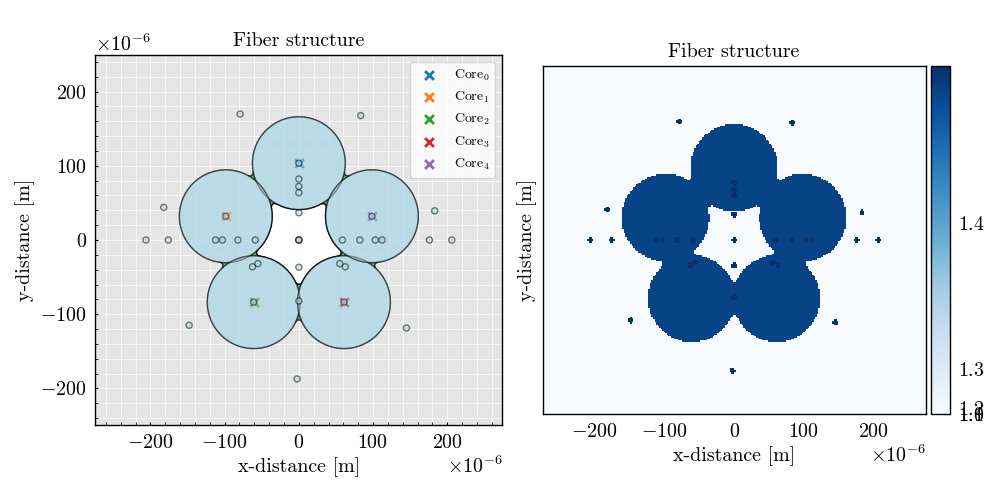 Fiber structure
×10⁻⁶
Core₀
Core₁
Core₂
Core₃
Core₄
200
100
0
−100
−200
y-distance [m]
−200 −100 0 100 200
x-distance [m]
×10⁻⁶
Fiber structure
y-distance [m]
−200 −100 0 100 200
x-distance [m]
×10⁻⁶
1.4
1.3